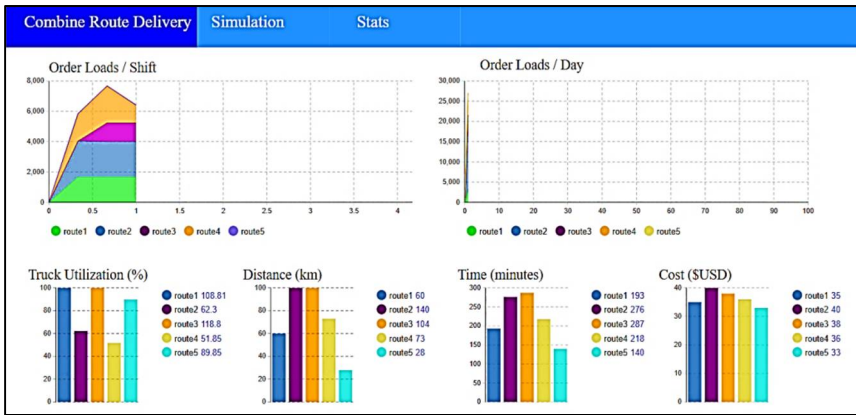 Combine Route Delivery Simulation Stats
Order Loads / Shift
8,000
6,000
4,000
2,000
0
0 0.5 1 1.5 2 2.5 3 3.5 4
route1 route2 route3 route4 route5
Order Loads / Day
30,000
25,000
20,000
15,000
10,000
5,000
0
0 10 20 30 40 50 60 70 80 90 100
route1 route2 route3 route4 route5
Truck Utilization (%)
100
80
60
40
20
0
route1 108.81
route2 62.3
route3 118.8
route4 51.85
route5 89.85
Distance (km)
100
80
60
40
20
0
route1 60
route2 140
route3 104
route4 73
route5 28
Time (minutes)
300
250
200
150
100
50
0
route1 193
route2 276
route3 287
route4 218
route5 140
Cost ($USD)
40
30
20
10
0
route1 35
route2 40
route3 38
route4 36
route5 33